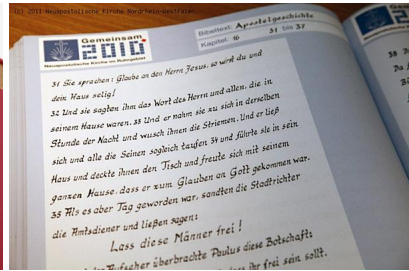 (c) 2011 Neuapostolische Kirche Nordrhein-Westfalen
Gemeinsam
2010
Neuapostolische Kirche im Ruhrgebiet
Bibeltext: Apostelgeschichte
Kapitel: 16 31 bis 37
31 Sie sprachen: Glaube an den Herrn Jesus, so wirst du und
dein Haus selig!
32 Und sie sagten ihm das Wort des Herrn und allen, die in
seinem Hause waren. 33 Und er nahm sie zu sich in derselben
Stunde der Nacht und wusch ihnen die Striemen. Und er ließ
sich und alle die Seinen sogleich taufen 34 und führte sie in sein
Haus und deckte ihnen den Tisch und freute sich mit seinem
ganzen Hause, dass er zum Glauben an Gott gekommen war.
35 Als es aber Tag geworden war, sandten die Stadtrichter
die Amtsdiener und ließen sagen:
Lass diese Männer frei!
Aufseher überbrachte Paulus diese Botschaft:
dass ihr frei sein sollt.